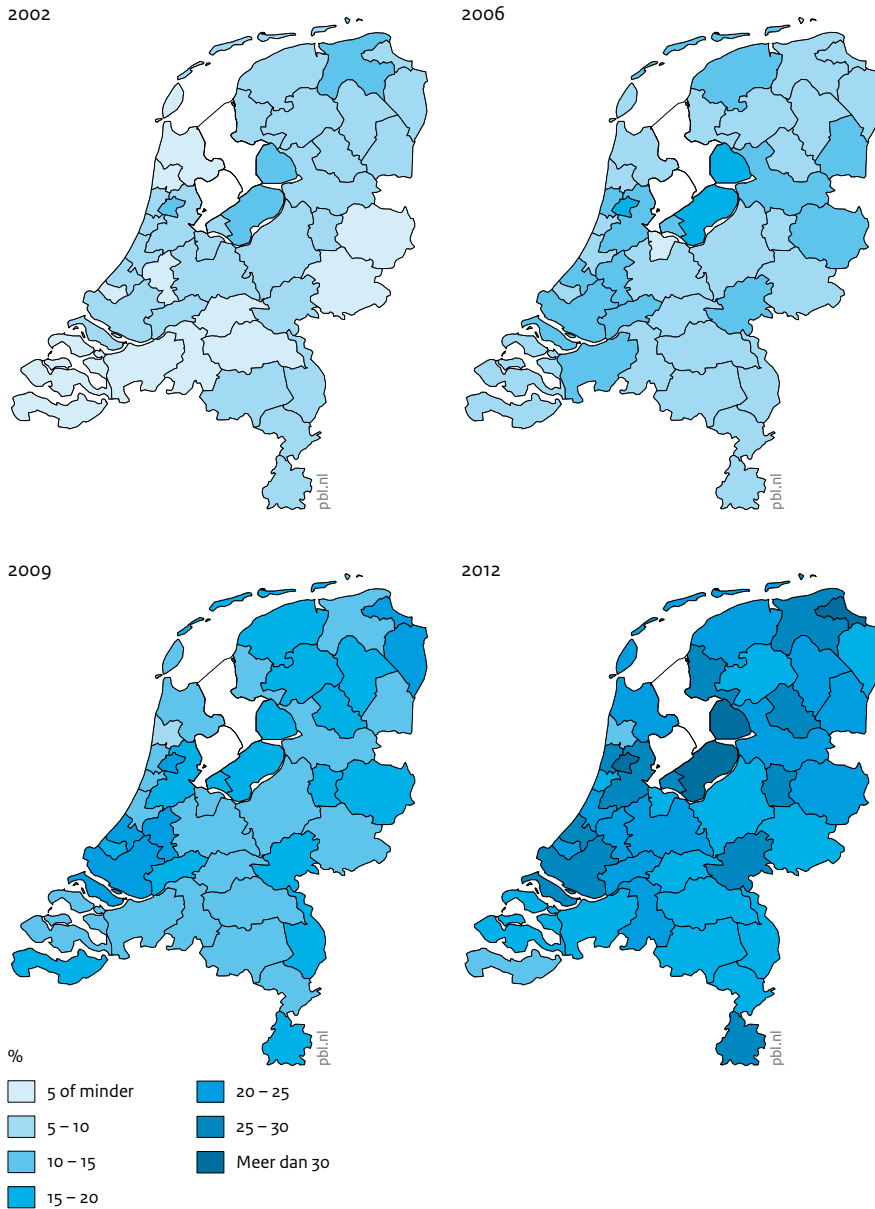 2002
2006
pbl.nl
pbl.nl
2009
2012
pbl.nl
%
5 of minder
5 – 10
10 – 15
15 – 20
20 – 25
25 – 30
Meer dan 30
pbl.nl